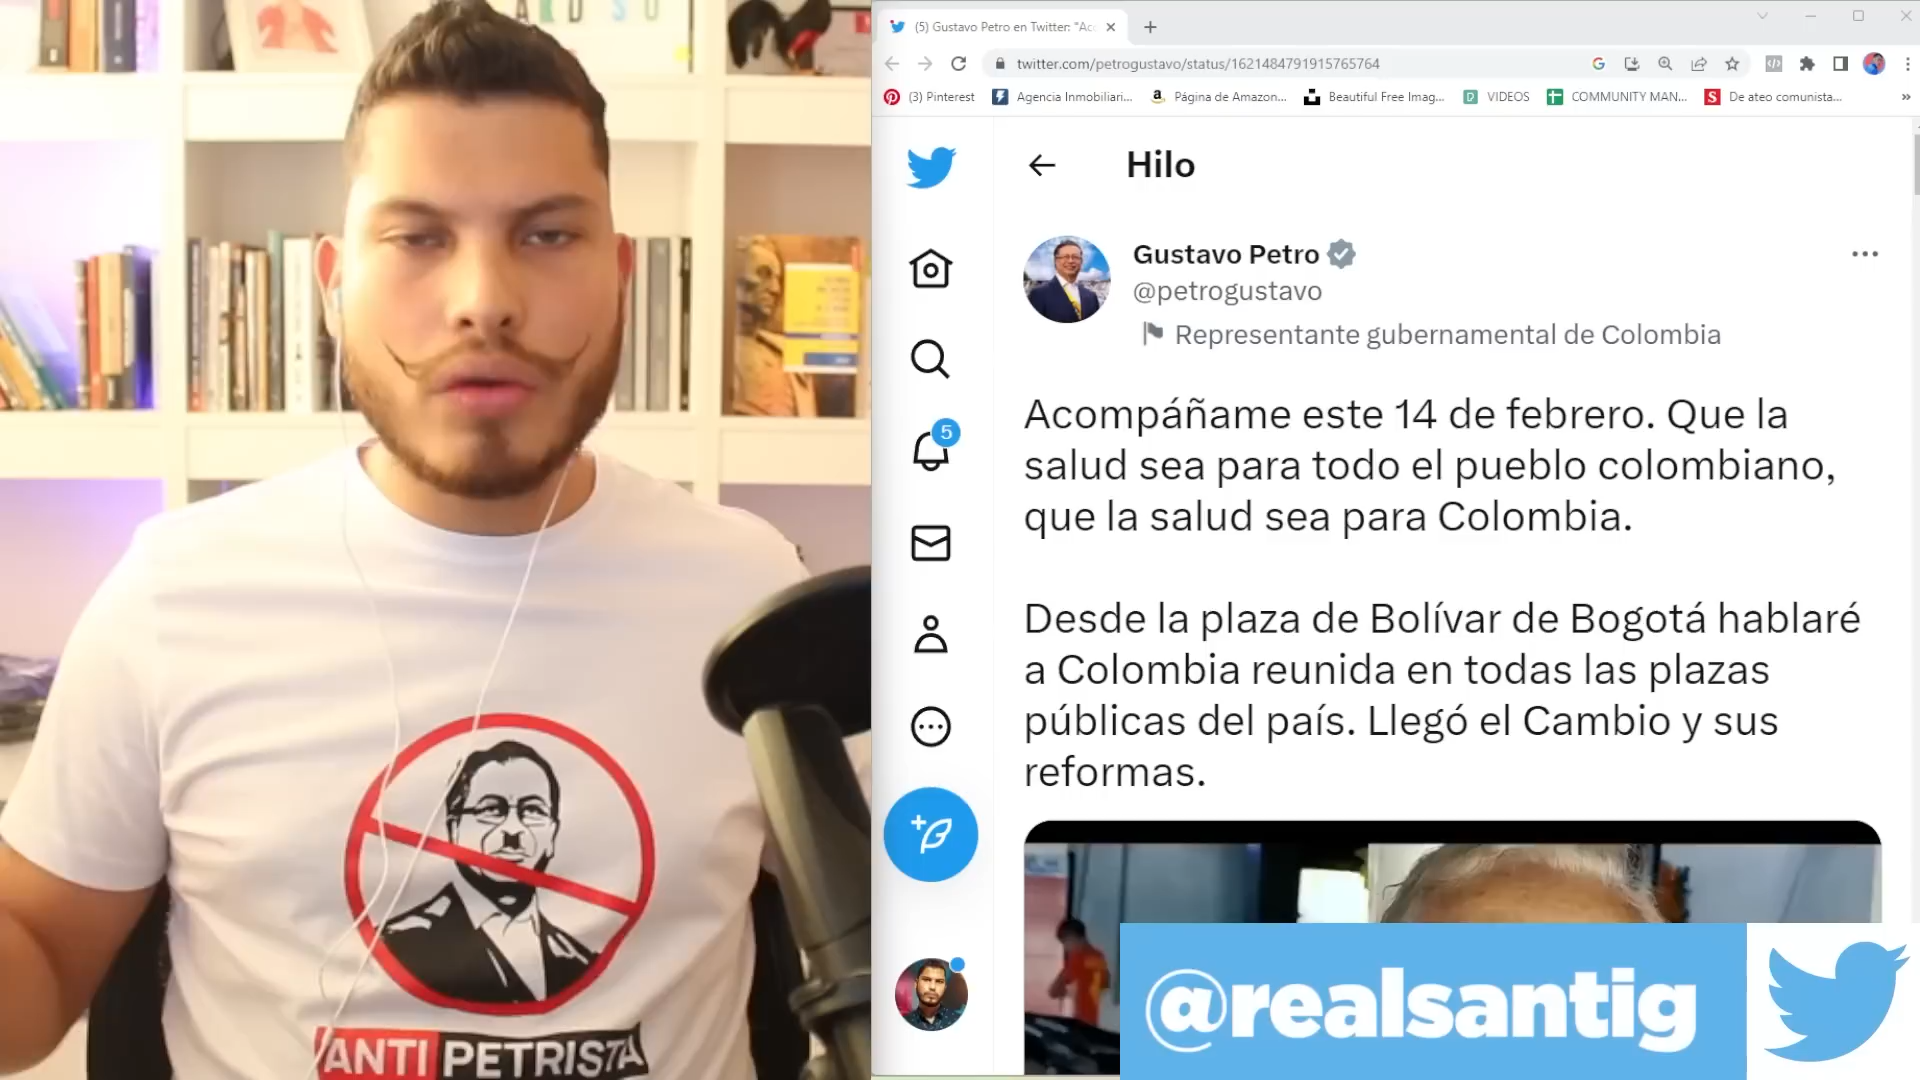 (5) Gustavo Petro en Twitter: "Ac
twitter.com/petrogustavo/status/1621484791915765764
(3) Pinterest
Agencia Inmobiliari...
Página de Amazon...
Beautiful Free Imag...
VIDEOS
COMMUNITY MAN...
De ateo comunista...
Hilo
Gustavo Petro
@petrogustavo
Representante gubernamental de Colombia
Acompáñame este 14 de febrero. Que la
salud sea para todo el pueblo colombiano,
que la salud sea para Colombia.
Desde la plaza de Bolívar de Bogotá hablaré
a Colombia reunida en todas las plazas
públicas del país. Llegó el Cambio y sus
reformas.
5
@realsantig
ANTI PETRISTA